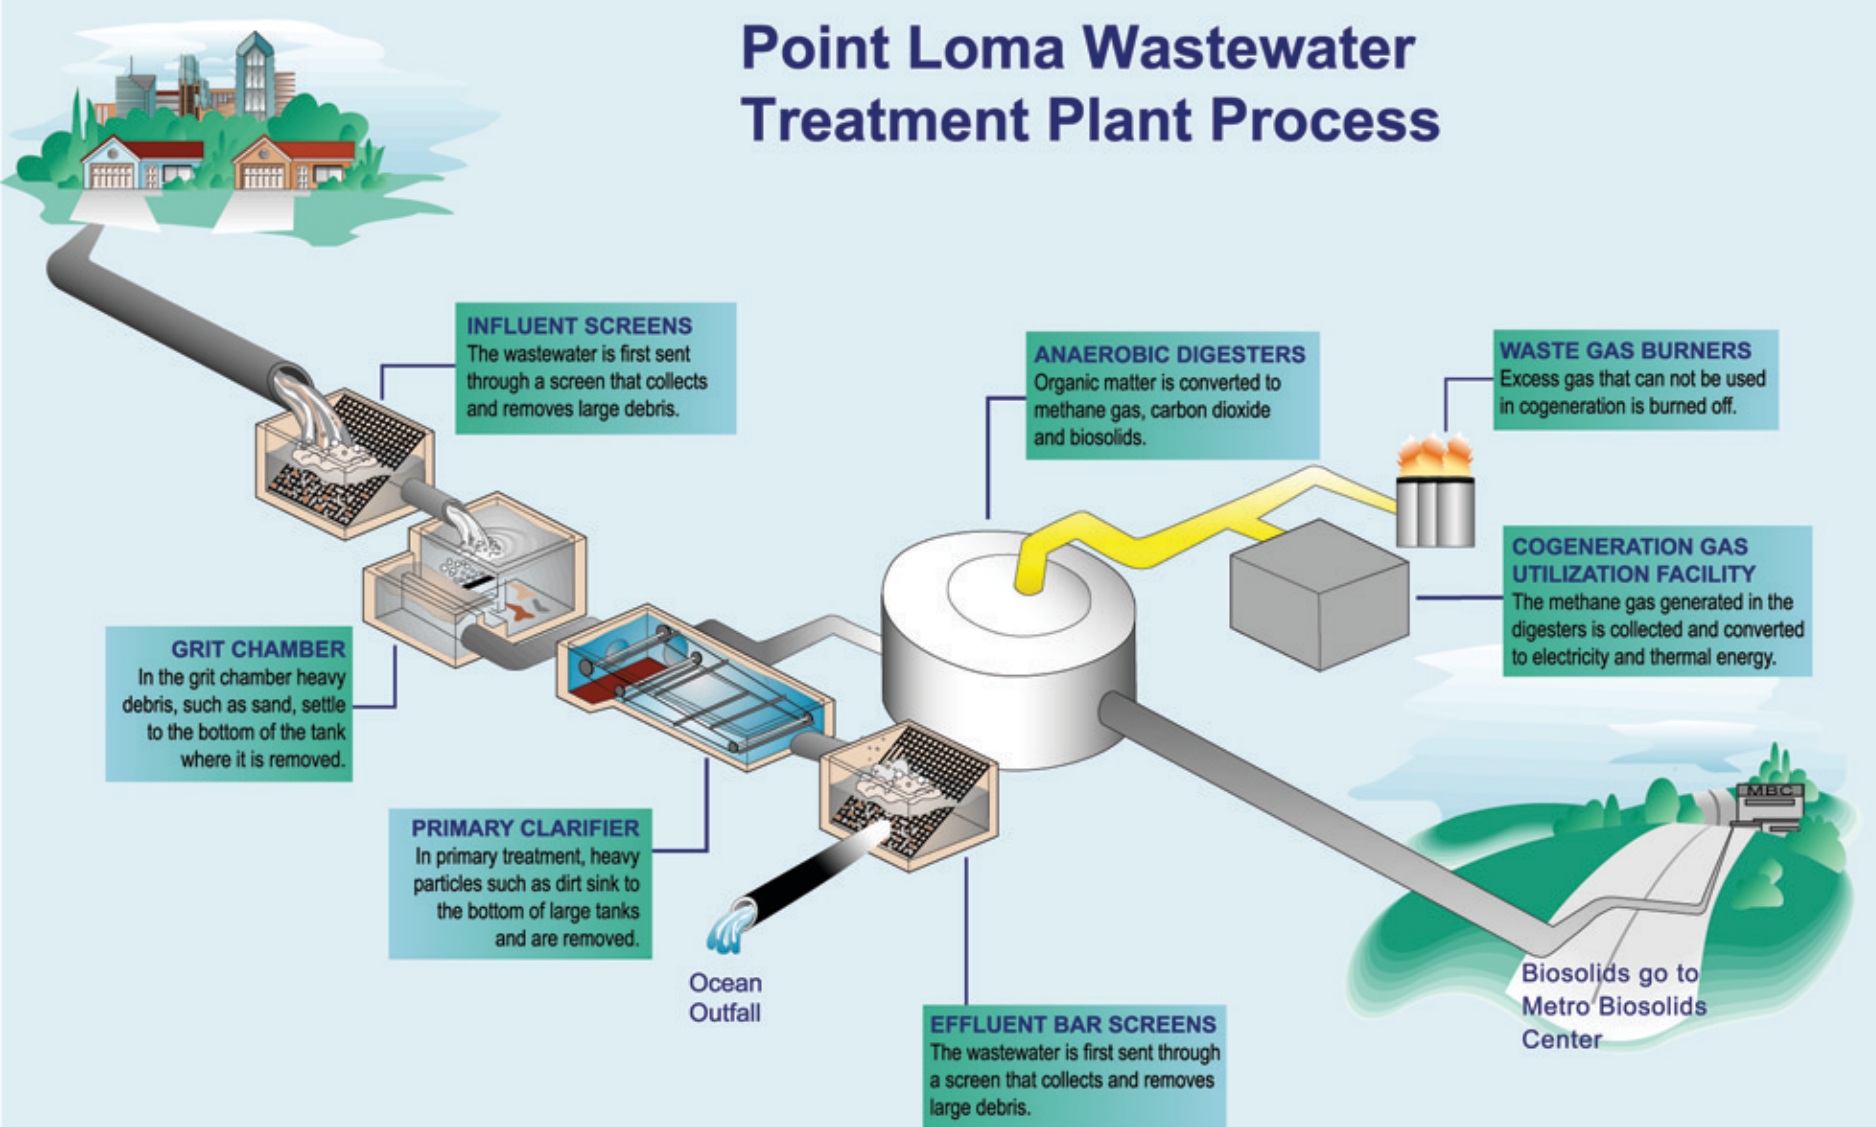 Point Loma Wastewater
Treatment Plant Process
INFLUENT SCREENS
The wastewater is first sent
through a screen that collects
and removes large debris.
ANAEROBIC DIGESTERS
Organic matter is converted to
methane gas, carbon dioxide
and biosolids.
WASTE GAS BURNERS
Excess gas that can not be used
in cogeneration is burned off.
COGENERATION GAS
UTILIZATION FACILITY
The methane gas generated in the
digesters is collected and converted
to electricity and thermal energy.
GRIT CHAMBER
In the grit chamber heavy
debris, such as sand, settle
to the bottom of the tank
where it is removed.
PRIMARY CLARIFIER
In primary treatment, heavy
particles such as dirt sink to
the bottom of large tanks
and are removed.
MBC
Ocean
Outfall
Biosolids go to
Metro Biosolids
Center
EFFLUENT BAR SCREENS
The wastewater is first sent through
a screen that collects and removes
large debris.